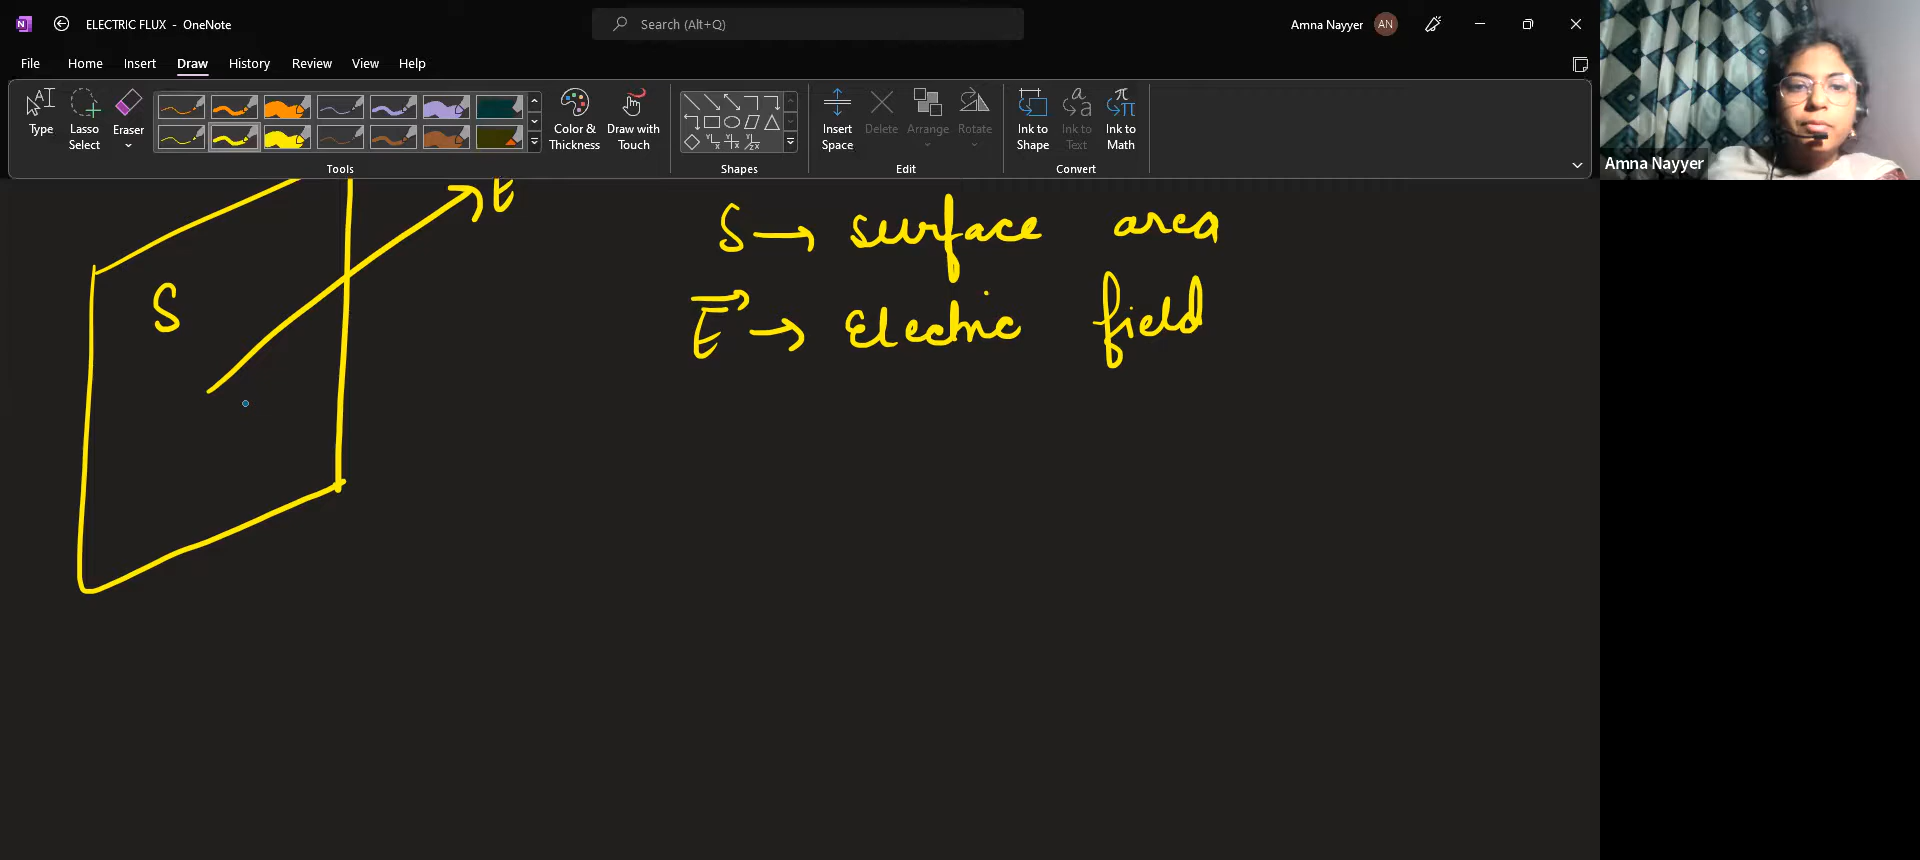 ELECTRIC FLUX - OneNote
Search (Alt+Q)
Amna Nayyer AN
File Home Insert Draw History Review View Help
Type
Lasso Select
Eraser
Color & Thickness
Draw with Touch
Insert Space
Delete
Arrange
Rotate
Ink to Shape
Ink to Text
Ink to Math
Tools Shapes Edit Convert
Amna Nayyer
E
S → surface area
S
E → Electric field